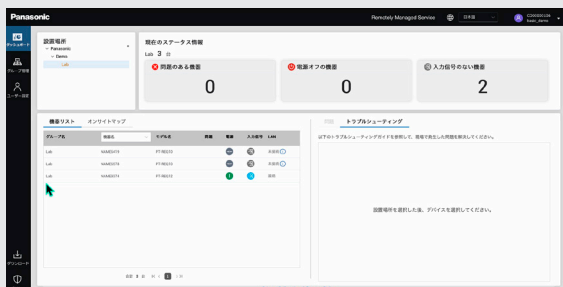 Panasonic
Remotely Managed Service
日本語
basic_demo
ダッシュボード
グループ管理
ユーザー設定
ダウンロード
設置場所
Panasonic
Demo
Lab
現在のステータス情報
Lab 3 台
問題のある機器
0
電源オフの機器
0
入力信号のない機器
2
機器リスト オンサイトマップ
グループ名 機器名 モデル名 問題 電源 入力信号 LAN
Lab
Lab
Lab
トラブルシューティング
以下のトラブルシューティングガイドを参照して、現場で発生した問題を解決してください。
設置場所を選択した後、デバイスを選択してください。
1